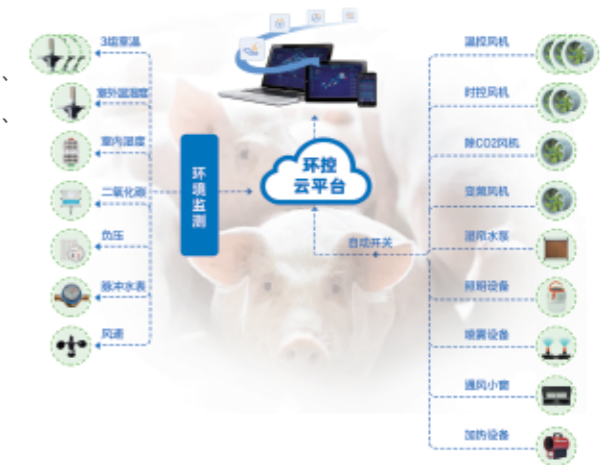 、
、
3组室温
室外温湿度
室内湿度
二氧化碳
负压
脉冲水表
风速
环境监测
环控
云平台
自动开关
温控风机
时控风机
除CO2风机
变频风机
湿帘水泵
照明设备
喷雾设备
通风小窗
加热设备